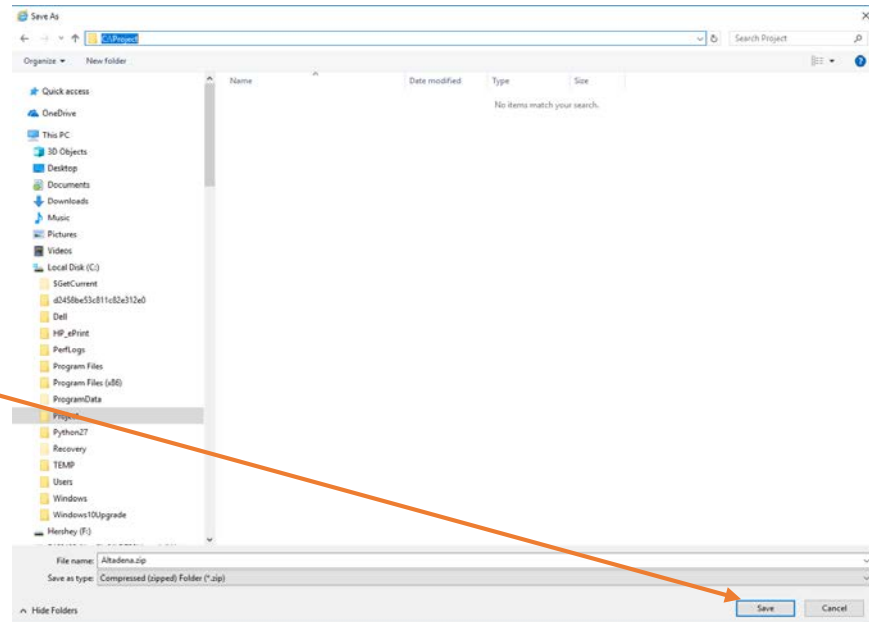 Save As
C:\Project
Search Project
Organize
New folder
Name
Date modified
Type
Size
No items match your search.
Quick access
OneDrive
This PC
3D Objects
Desktop
Documents
Downloads
Music
Pictures
Videos
Local Disk (C:)
$GetCurrent
d2458be53c811c82e312e0
Dell
HP_ePrint
PerfLogs
Program Files
Program Files (x86)
ProgramData
Project
Python27
Recovery
TEMP
Users
Windows
Windows10Upgrade
Hershey (F:)
File name: Altadena.zip
Save as type: Compressed (zipped) Folder (*.zip)
Hide Folders
Save
Cancel